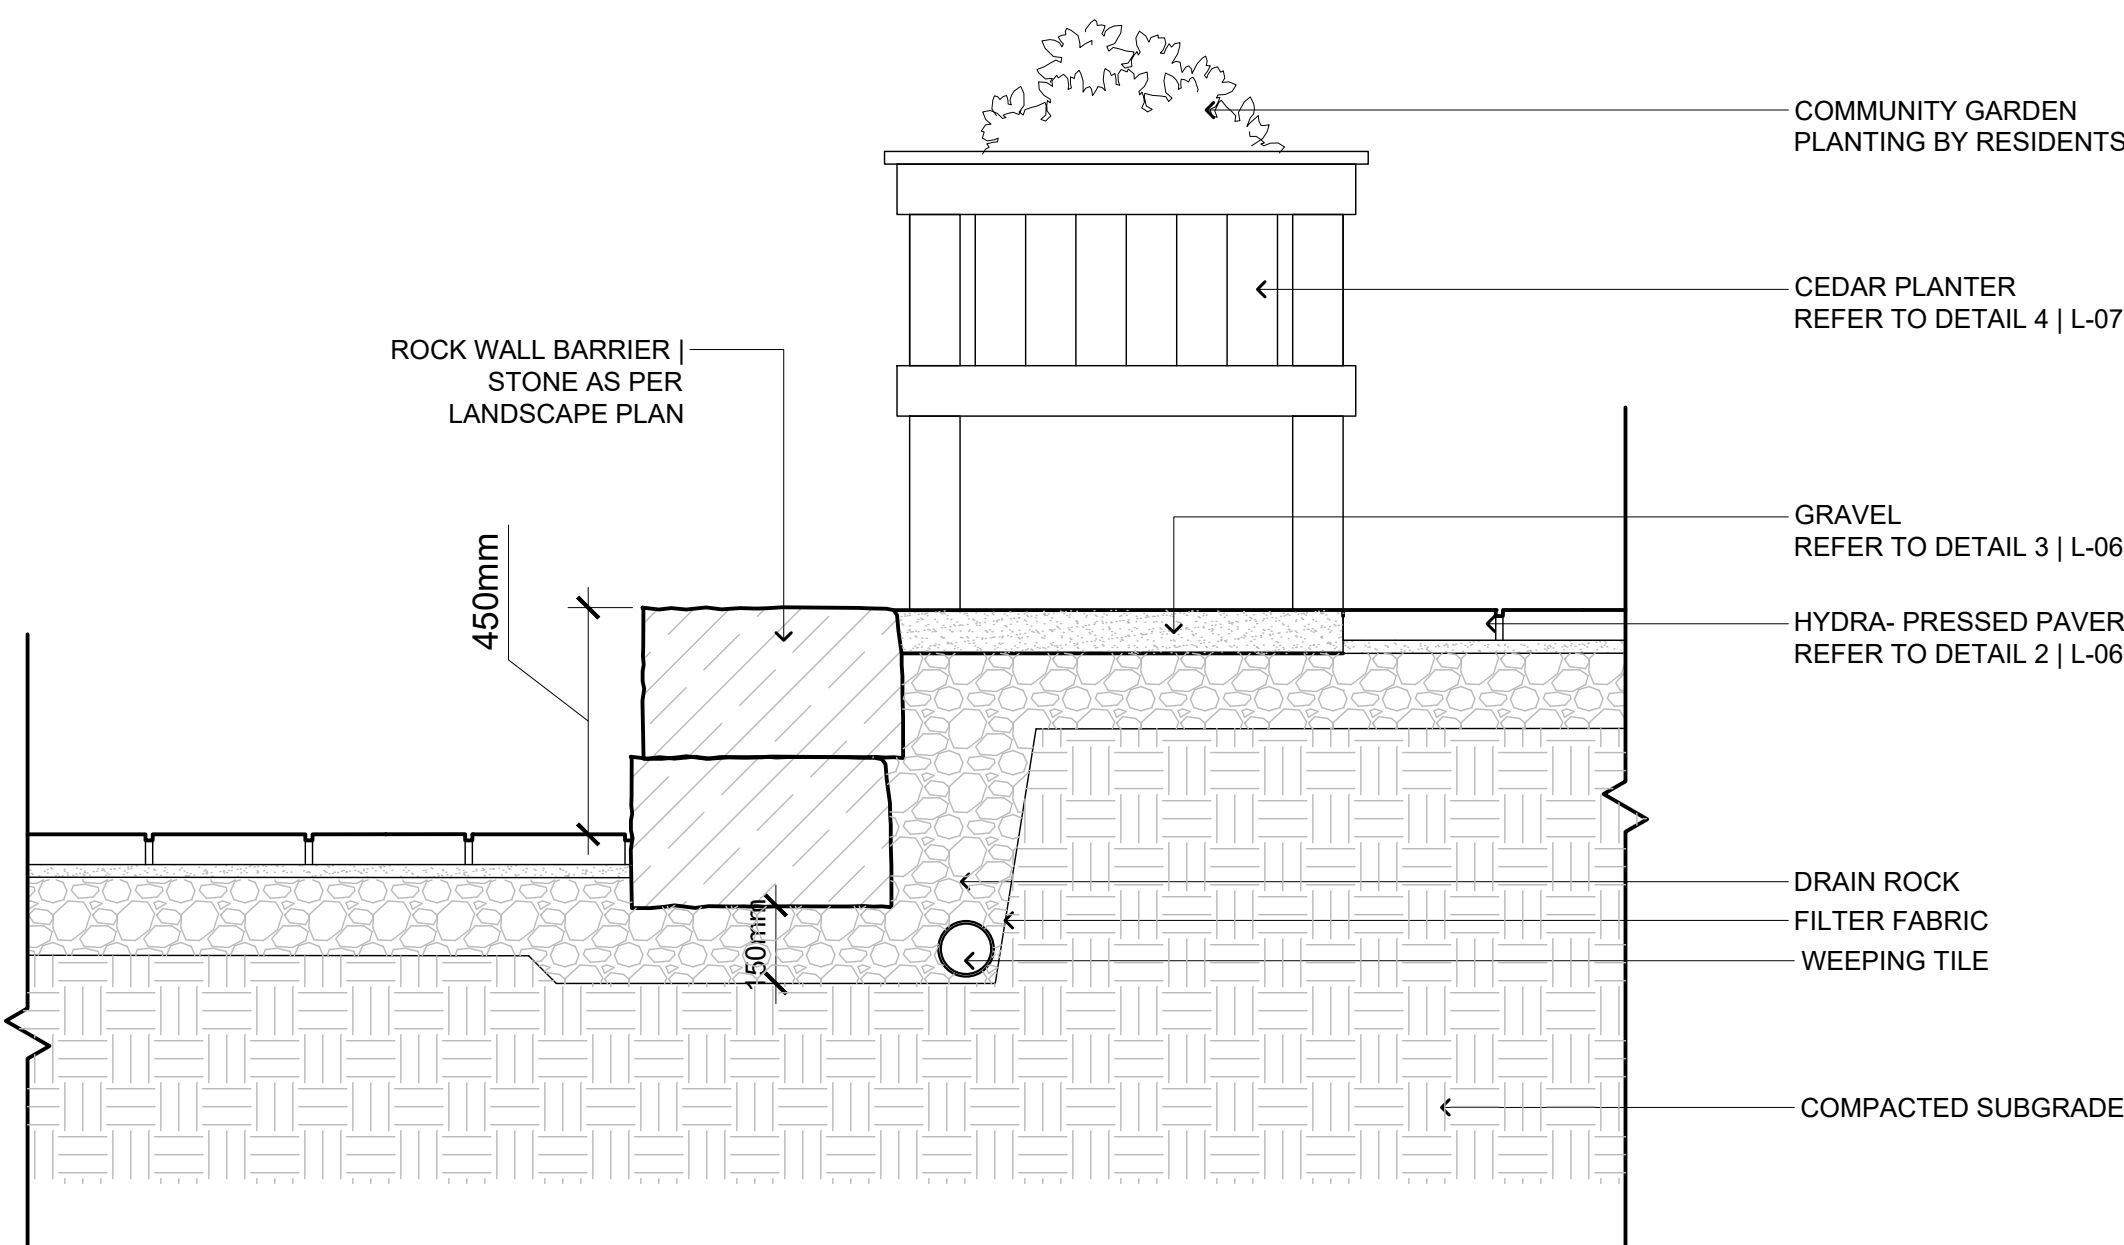 COMMUNITY GARDEN
PLANTING BY RESIDENTS
CEDAR PLANTER
REFER TO DETAIL 4 | L-07
ROCK WALL BARRIER |
STONE AS PER
LANDSCAPE PLAN
GRAVEL
REFER TO DETAIL 3 | L-06
450mm
HYDRA- PRESSED PAVER
REFER TO DETAIL 2 | L-06
DRAIN ROCK
150mm
FILTER FABRIC
WEEPING TILE
COMPACTED SUBGRADE